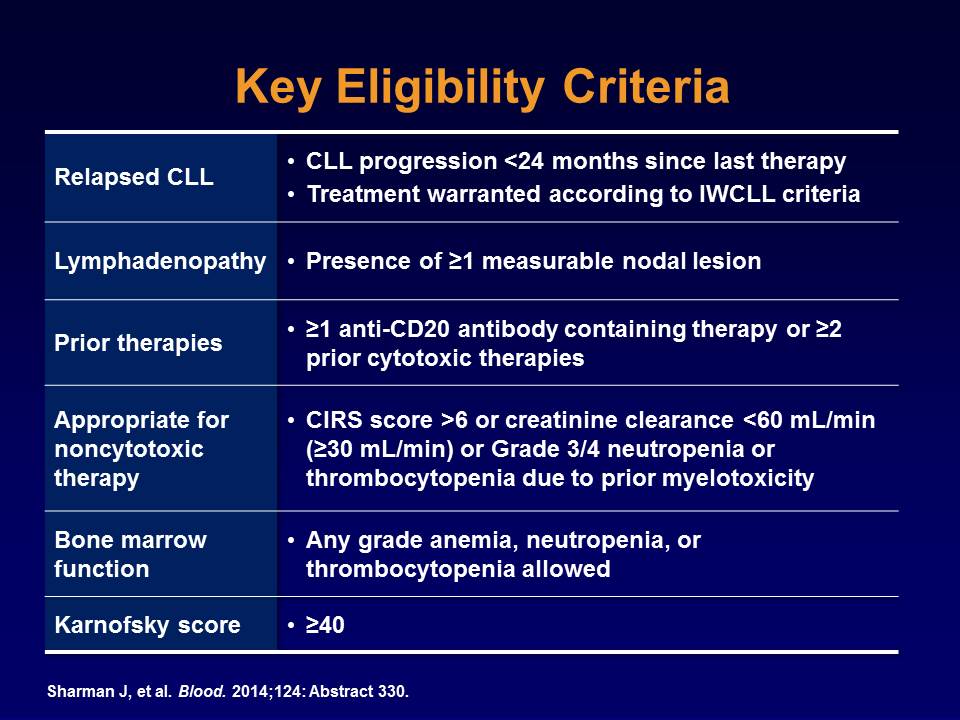 Key Eligibility Criteria
Relapsed CLL
• CLL progression <24 months since last therapy
• Treatment warranted according to IWCLL criteria
Lymphadenopathy
• Presence of ≥1 measurable nodal lesion
Prior therapies
• ≥1 anti-CD20 antibody containing therapy or ≥2
prior cytotoxic therapies
Appropriate for
noncytotoxic
therapy
• CIRS score >6 or creatinine clearance <60 mL/min
(≥30 mL/min) or Grade 3/4 neutropenia or
thrombocytopenia due to prior myelotoxicity
Bone marrow
function
• Any grade anemia, neutropenia, or
thrombocytopenia allowed
Karnofsky score
• ≥40
Sharman J, et al. Blood. 2014;124: Abstract 330.